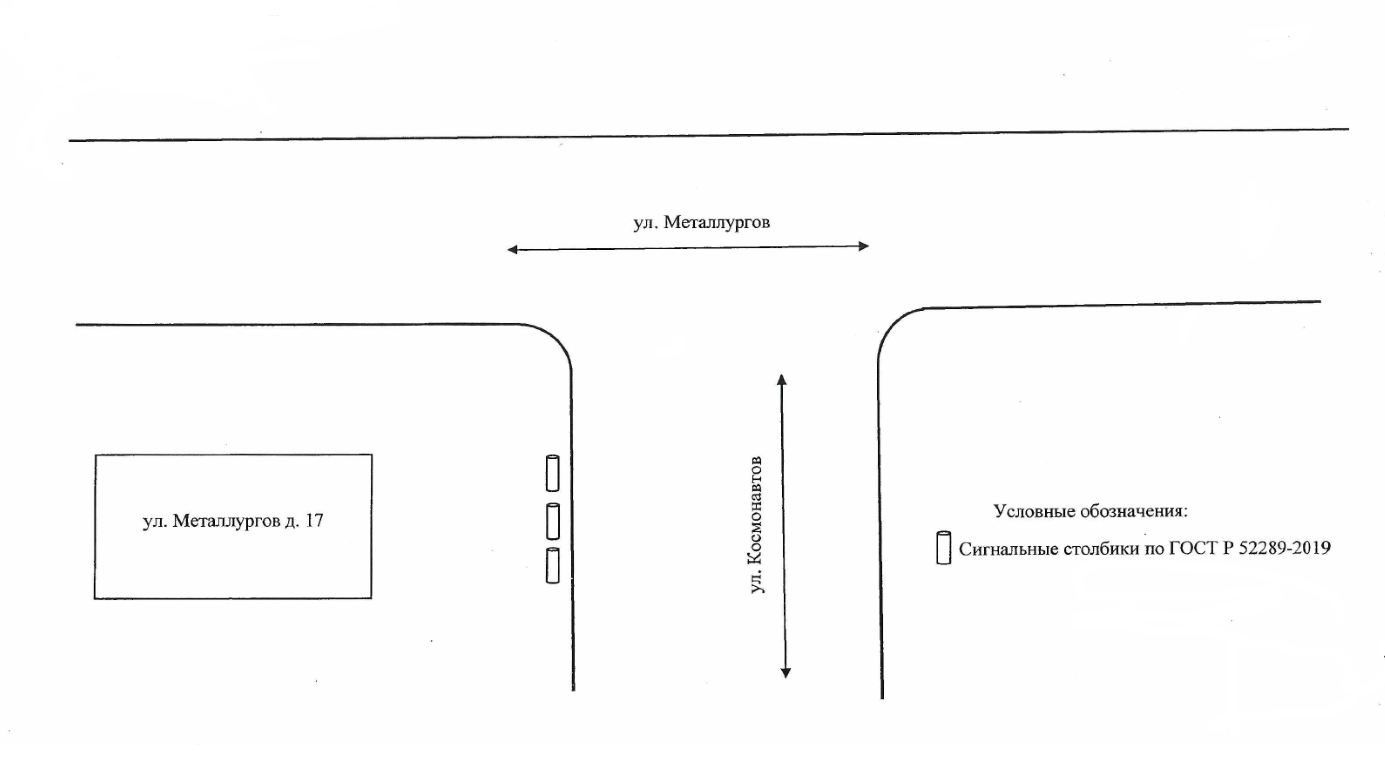 ул. Металлургов
ул. Металлургов д. 17
ул. Космонавтов
Условные обозначения:
Сигнальные столбики по ГОСТ Р 52289-2019